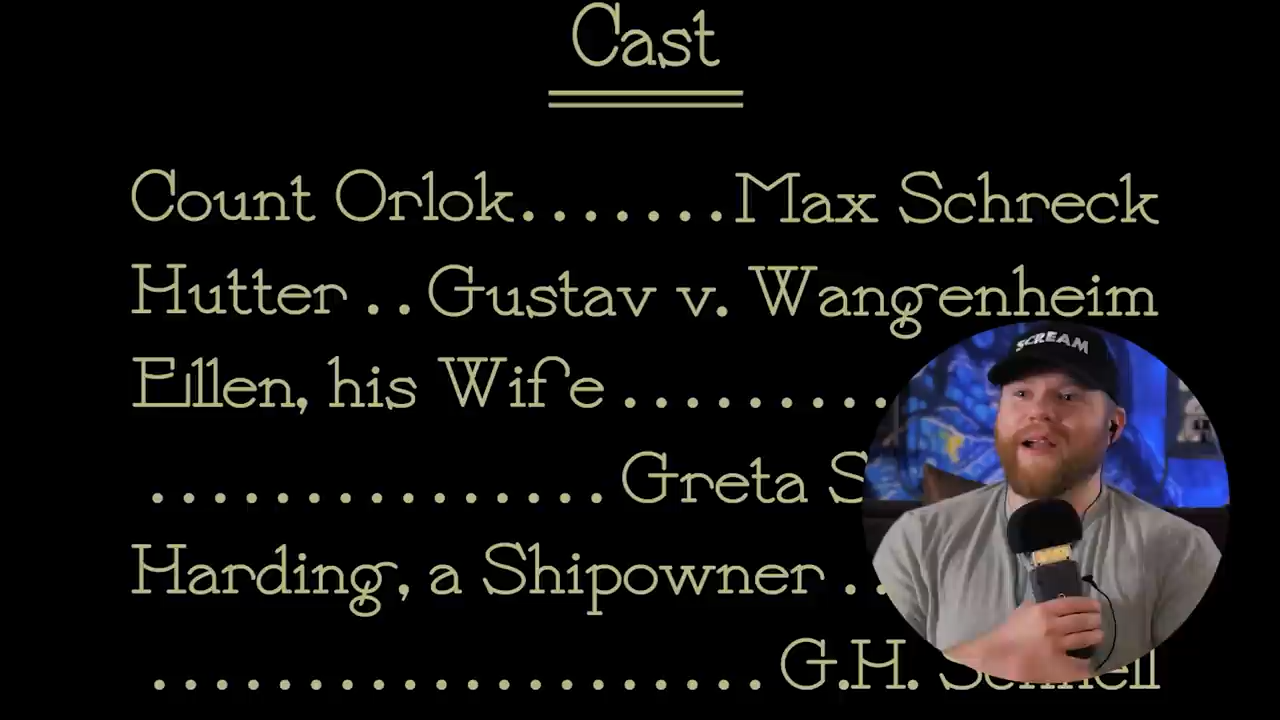 Cast
Count Orlok.......Max Schreck
Hutter..Gustav v. Wangenheim
Ellen, his Wife.........
...............Greta
Harding, a Shipowner..
....................G.H.
SCREAM